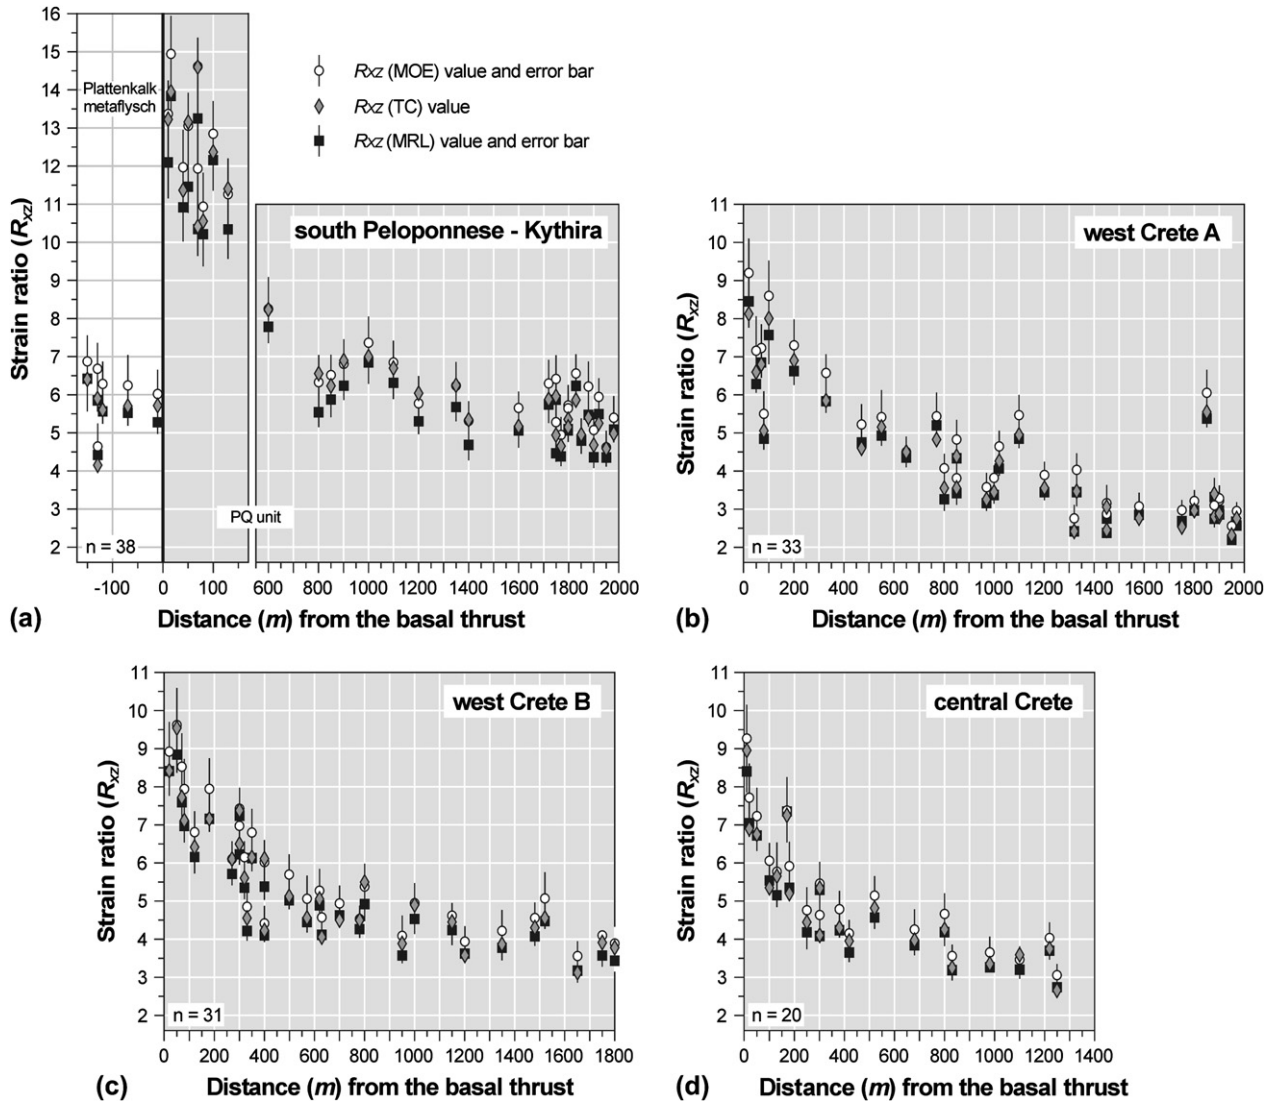 16
15
14
13
12
11
10
9
8
7
6
5
4
3
2
Strain ratio (Rxz)
Plattenkalk
metaflysch
Rxz (MOE) value and error bar
Rxz (TC) value
Rxz (MRL) value and error bar
south Peloponnese - Kythira
PQ unit
n = 38
-100 0 100 600 800 1000 1200 1400 1600 1800 2000
(a) Distance (m) from the basal thrust
11
10
9
8
7
6
5
4
3
2
Strain ratio (Rxz)
west Crete A
n = 33
0 200 400 600 800 1000 1200 1400 1600 1800 2000
(b) Distance (m) from the basal thrust
11
10
9
8
7
6
5
4
3
2
Strain ratio (Rxz)
west Crete B
n = 31
0 200 400 600 800 1000 1200 1400 1600 1800
(c) Distance (m) from the basal thrust
11
10
9
8
7
6
5
4
3
2
Strain ratio (Rxz)
central Crete
n = 20
0 200 400 600 800 1000 1200 1400
(d) Distance (m) from the basal thrust